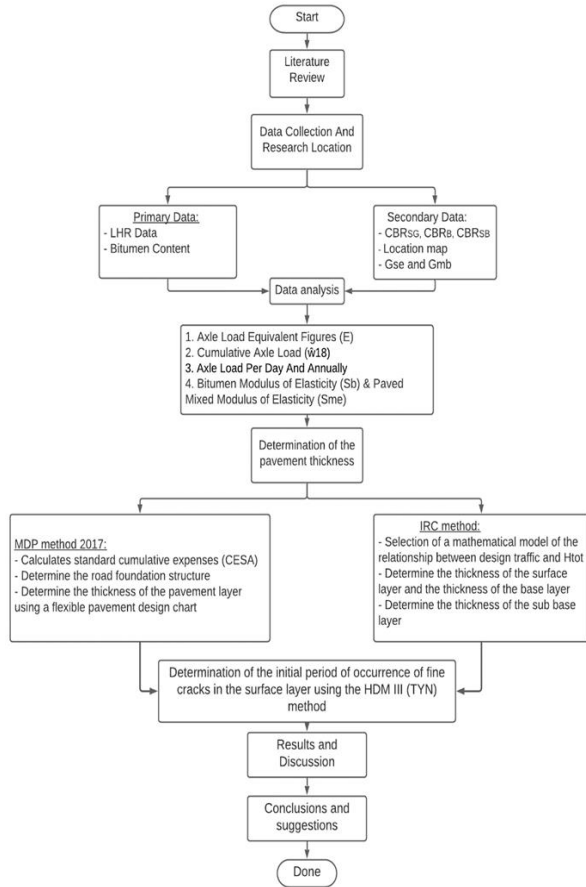 Start
Literature
Review
Data Collection And
Research Location
Primary Data:
- LHR Data
- Bitumen Content
Secondary Data:
- CBRSG, CBRB, CBRSB
- Location map
- Gse and Gmb
Data analysis
1. Axle Load Equivalent Figures (E)
2. Cumulative Axle Load (ŵ18)
3. Axle Load Per Day And Annually
4. Bitumen Modulus of Elasticity (Sb) & Paved
Mixed Modulus of Elasticity (Sme)
Determination of the
pavement thickness
MDP method 2017:
- Calculates standard cumulative expenses (CESA)
- Determine the road foundation structure
- Determine the thickness of the pavement layer
using a flexible pavement design chart
IRC method:
- Selection of a mathematical model of the
relationship between design traffic and Htot
- Determine the thickness of the surface
layer and the thickness of the base layer
- Determine the thickness of the sub base
layer
Determination of the initial period of occurrence of fine
cracks in the surface layer using the HDM III (TYN)
method
Results and
Discussion
Conclusions and
suggestions
Done